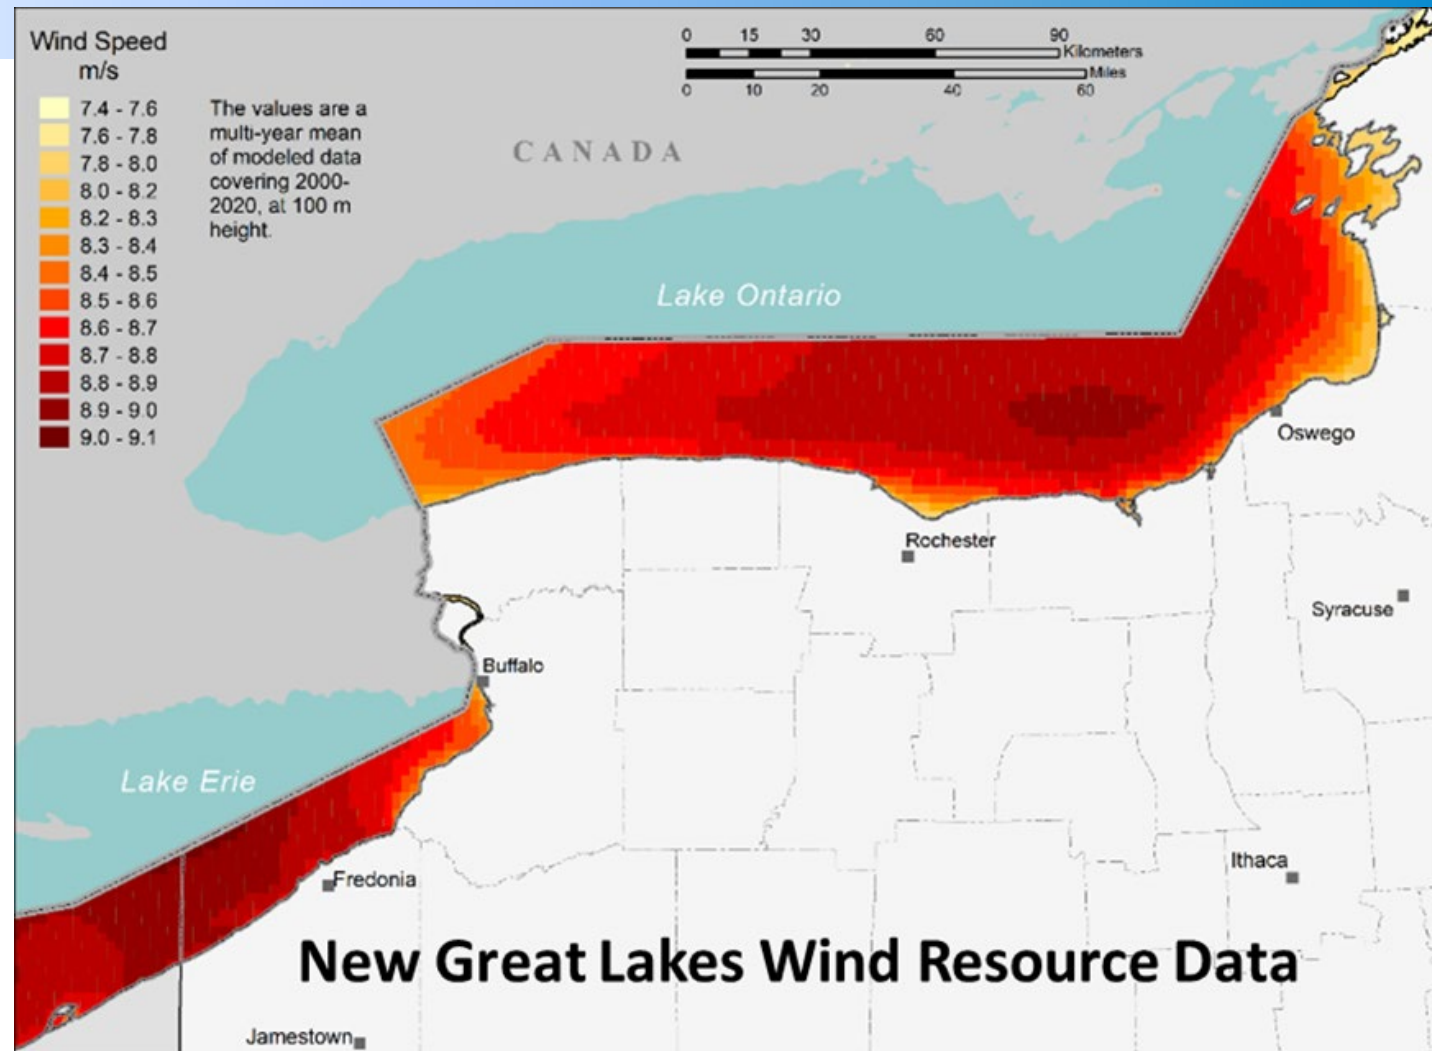 Wind Speed
m/s
7.4 - 7.6
7.6 - 7.8
7.8 - 8.0
8.0 - 8.2
8.2 - 8.3
8.3 - 8.4
8.4 - 8.5
8.5 - 8.6
8.6 - 8.7
8.7 - 8.8
8.8 - 8.9
8.9 - 9.0
9.0 - 9.1
The values are a
multi-year mean
of modeled data
covering 2000-
2020, at 100 m
height.
0 15 30 60 90
Kilometers
Miles
0 10 20 40 60
CANADA
Lake Ontario
Oswego
Rochester
Syracuse
Buffalo
Lake Erie
Fredonia
Ithaca
New Great Lakes Wind Resource Data
Jamestown